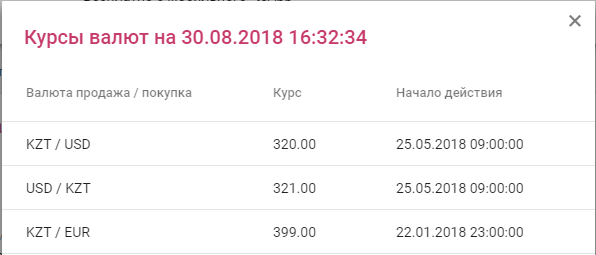 Курсы валют на 30.08.2018 16:32:34
Валюта продажа / покупка Курс Начало действия
KZT / USD 320.00 25.05.2018 09:00:00
USD / KZT 321.00 25.05.2018 09:00:00
KZT / EUR 399.00 22.01.2018 23:00:00